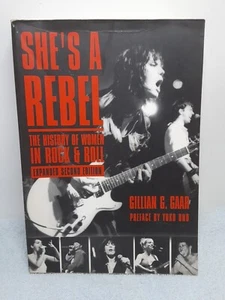 SHE'S A
REBEL
THE HISTORY OF WOMEN
IN ROCK & ROLL
EXPANDED SECOND EDITION
GILLIAN G. GAAR
PREFACE BY YOKO ONO